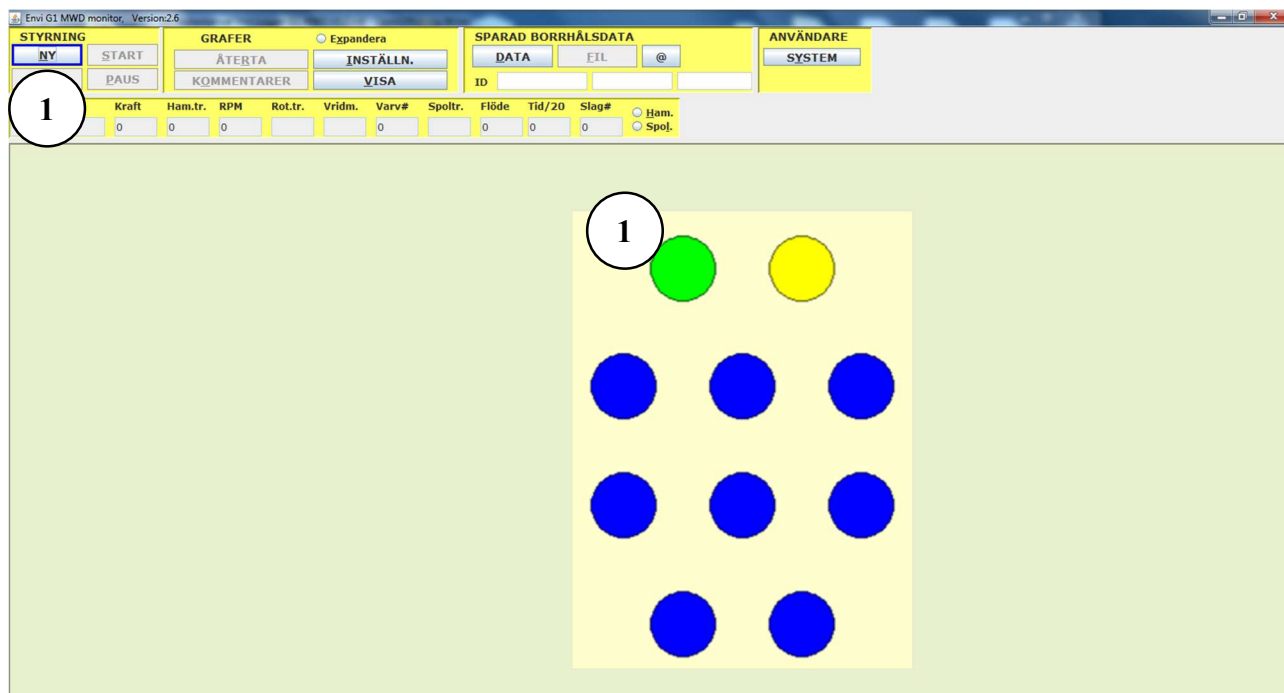 Envi G1 MWD monitor, Version:2.6
STYRNING
NY
START
PAUS
GRAFER
Expandera
ÅTERTA
INSTÄLLN.
KOMMENTARER
VISA
SPARAD BORRHÅLSDATA
DATA
FIL
@
ID
ANVÄNDARE
SYSTEM
Kraft Ham.tr. RPM Rot.tr. Vridm. Varv# Spoltr. Flöde Tid/20 Slag#
0 0 0 0 0 0 0
Ham.
Spol.
1
1